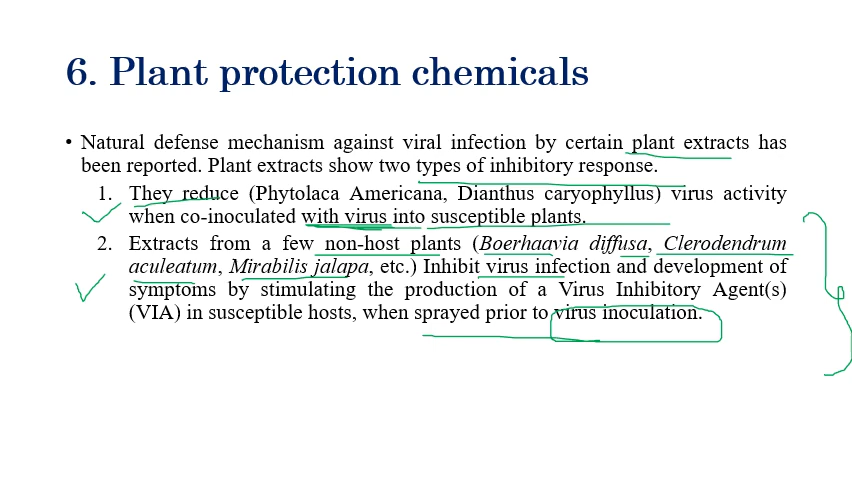 6. Plant protection chemicals
• Natural defense mechanism against viral infection by certain plant extracts has
been reported. Plant extracts show two types of inhibitory response.
1. They reduce (Phytolaca Americana, Dianthus caryophyllus) virus activity
when co-inoculated with virus into susceptible plants.
2. Extracts from a few non-host plants (Boerhaavia diffusa, Clerodendrum
aculeatum, Mirabilis jalapa, etc.) Inhibit virus infection and development of
symptoms by stimulating the production of a Virus Inhibitory Agent(s)
(VIA) in susceptible hosts, when sprayed prior to virus inoculation.